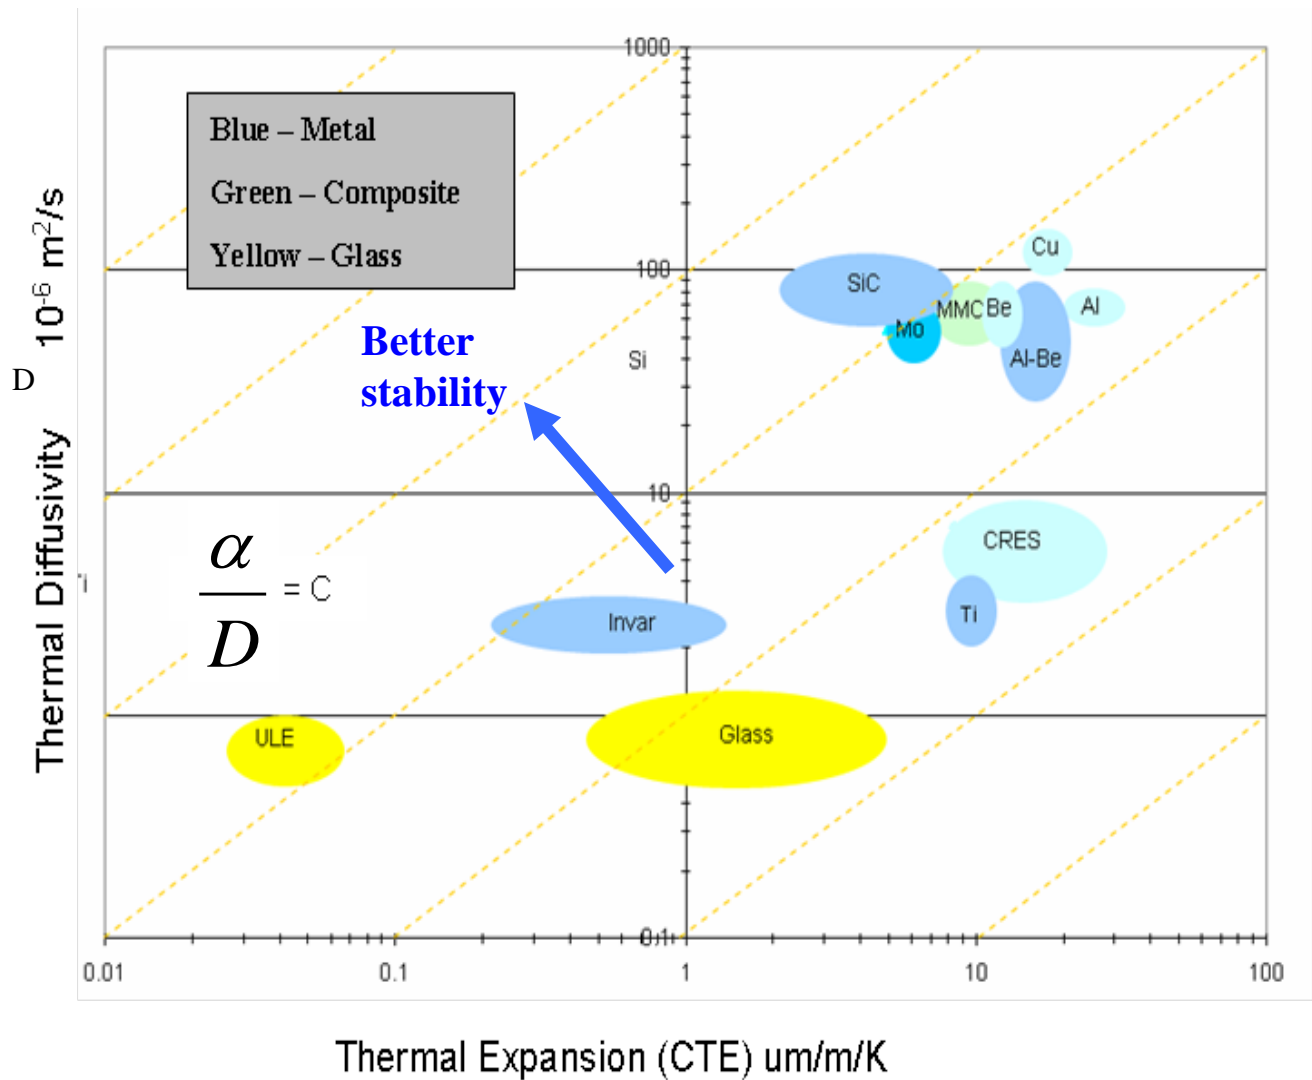 1000
Blue – Metal
Green – Composite
Yellow – Glass
Cu
100
SiC
MMC
Be
Al
Mo
Better
stability
Si
Al-Be
D
Thermal Diffusivity 10⁻⁶ m²/s
10
CRES
α
D
= C
Ti
Invar
ULE
Glass
0.1
0.01
0.1
1
10
100
Thermal Expansion (CTE) um/m/K